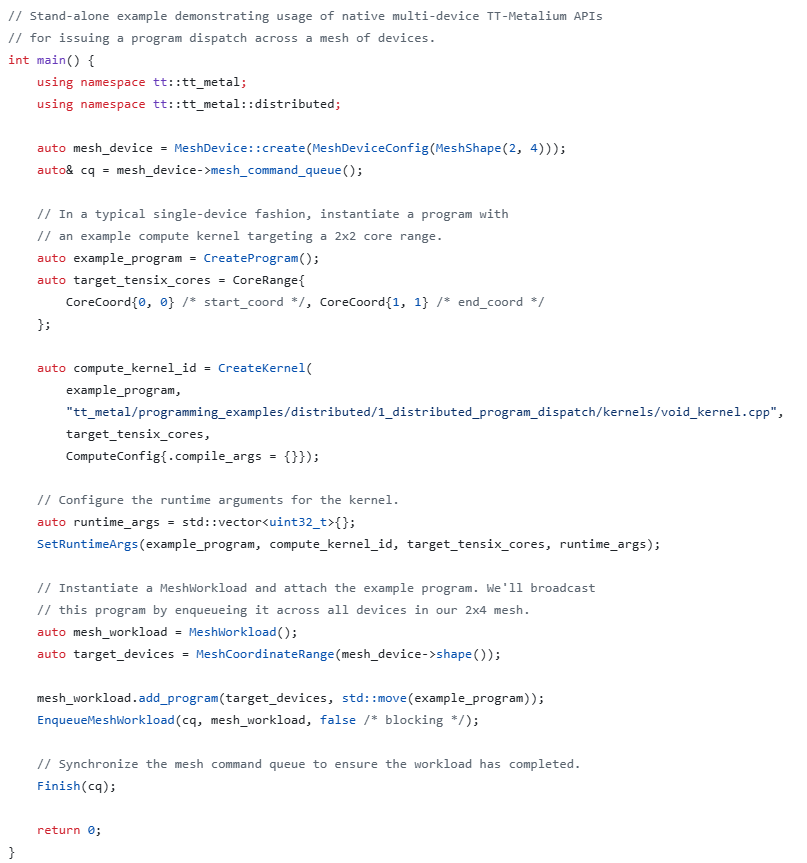 // Stand-alone example demonstrating usage of native multi-device TT-Metalium APIs
// for issuing a program dispatch across a mesh of devices.
int main() {
    using namespace tt::tt_metal;
    using namespace tt::tt_metal::distributed;

    auto mesh_device = MeshDevice::create(MeshDeviceConfig(MeshShape(2, 4)));
    auto& cq = mesh_device->mesh_command_queue();

    // In a typical single-device fashion, instantiate a program with
    // an example compute kernel targeting a 2x2 core range.
    auto example_program = CreateProgram();
    auto target_tensix_cores = CoreRange{
        CoreCoord{0, 0} /* start_coord */, CoreCoord{1, 1} /* end_coord */
    };

    auto compute_kernel_id = CreateKernel(
        example_program,
        "tt_metal/programming_examples/distributed/1_distributed_program_dispatch/kernels/void_kernel.cpp",
        target_tensix_cores,
        ComputeConfig{.compile_args = {}});

    // Configure the runtime arguments for the kernel.
    auto runtime_args = std::vector<uint32_t>{};
    SetRuntimeArgs(example_program, compute_kernel_id, target_tensix_cores, runtime_args);

    // Instantiate a MeshWorkload and attach the example program. We'll broadcast
    // this program by enqueueing it across all devices in our 2x4 mesh.
    auto mesh_workload = MeshWorkload();
    auto target_devices = MeshCoordinateRange(mesh_device->shape());

    mesh_workload.add_program(target_devices, std::move(example_program));
    EnqueueMeshWorkload(cq, mesh_workload, false /* blocking */);

    // Synchronize the mesh command queue to ensure the workload has completed.
    Finish(cq);

    return 0;
}